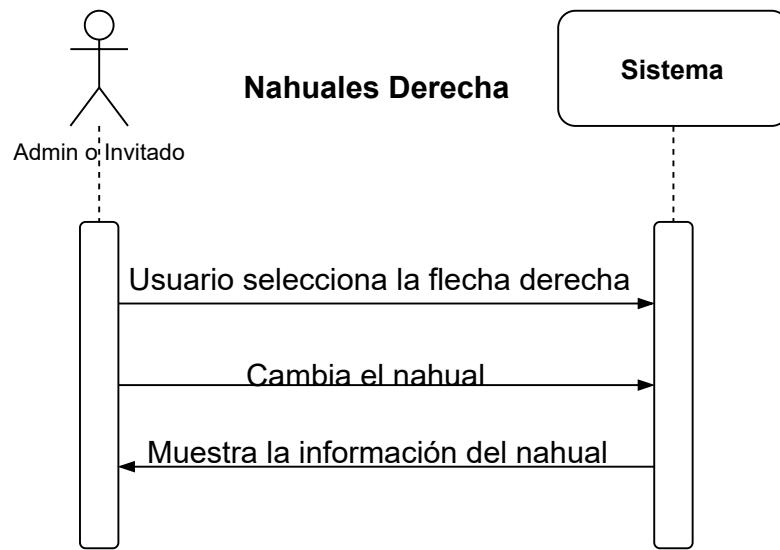 Sistema
Nahuales Derecha
Admin o Invitado
Usuario selecciona la flecha derecha
Cambia el nahual
Muestra la información del nahual